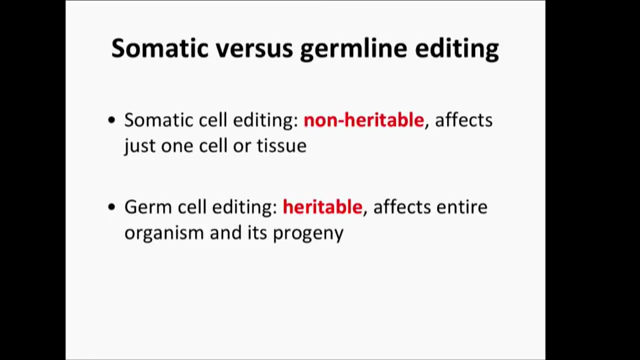 Somatic versus germline editing
• Somatic cell editing: non-heritable, affects
just one cell or tissue
• Germ cell editing: heritable, affects entire
organism and its progeny